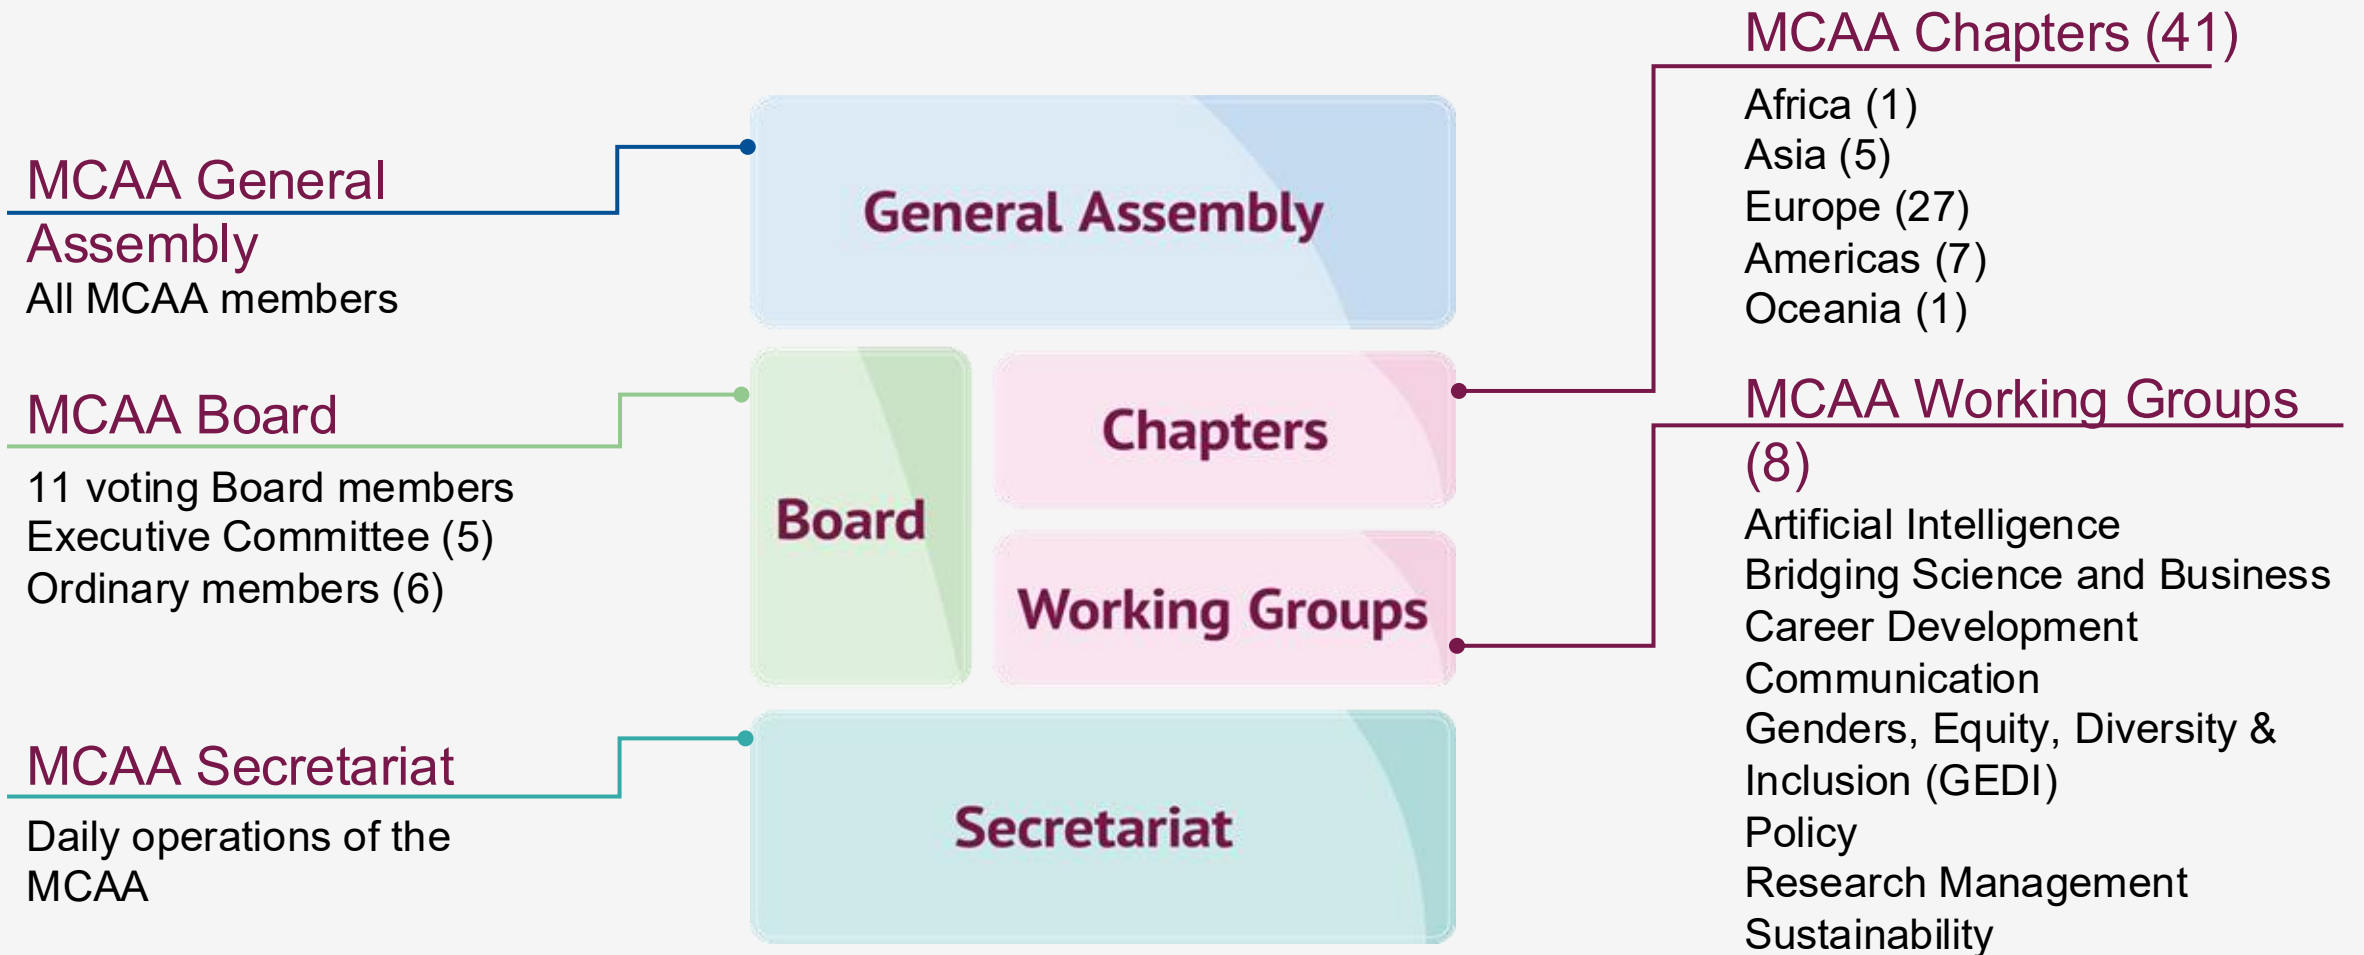 MCAA General
Assembly
All MCAA members
MCAA Board
11 voting Board members
Executive Committee (5)
Ordinary members (6)
MCAA Secretariat
Daily operations of the
MCAA
General Assembly
Board
Chapters
Working Groups
Secretariat
MCAA Chapters (41)
Africa (1)
Asia (5)
Europe (27)
Americas (7)
Oceania (1)
MCAA Working Groups
(8)
Artificial Intelligence
Bridging Science and Business
Career Development
Communication
Genders, Equity, Diversity &
Inclusion (GEDI)
Policy
Research Management
Sustainability